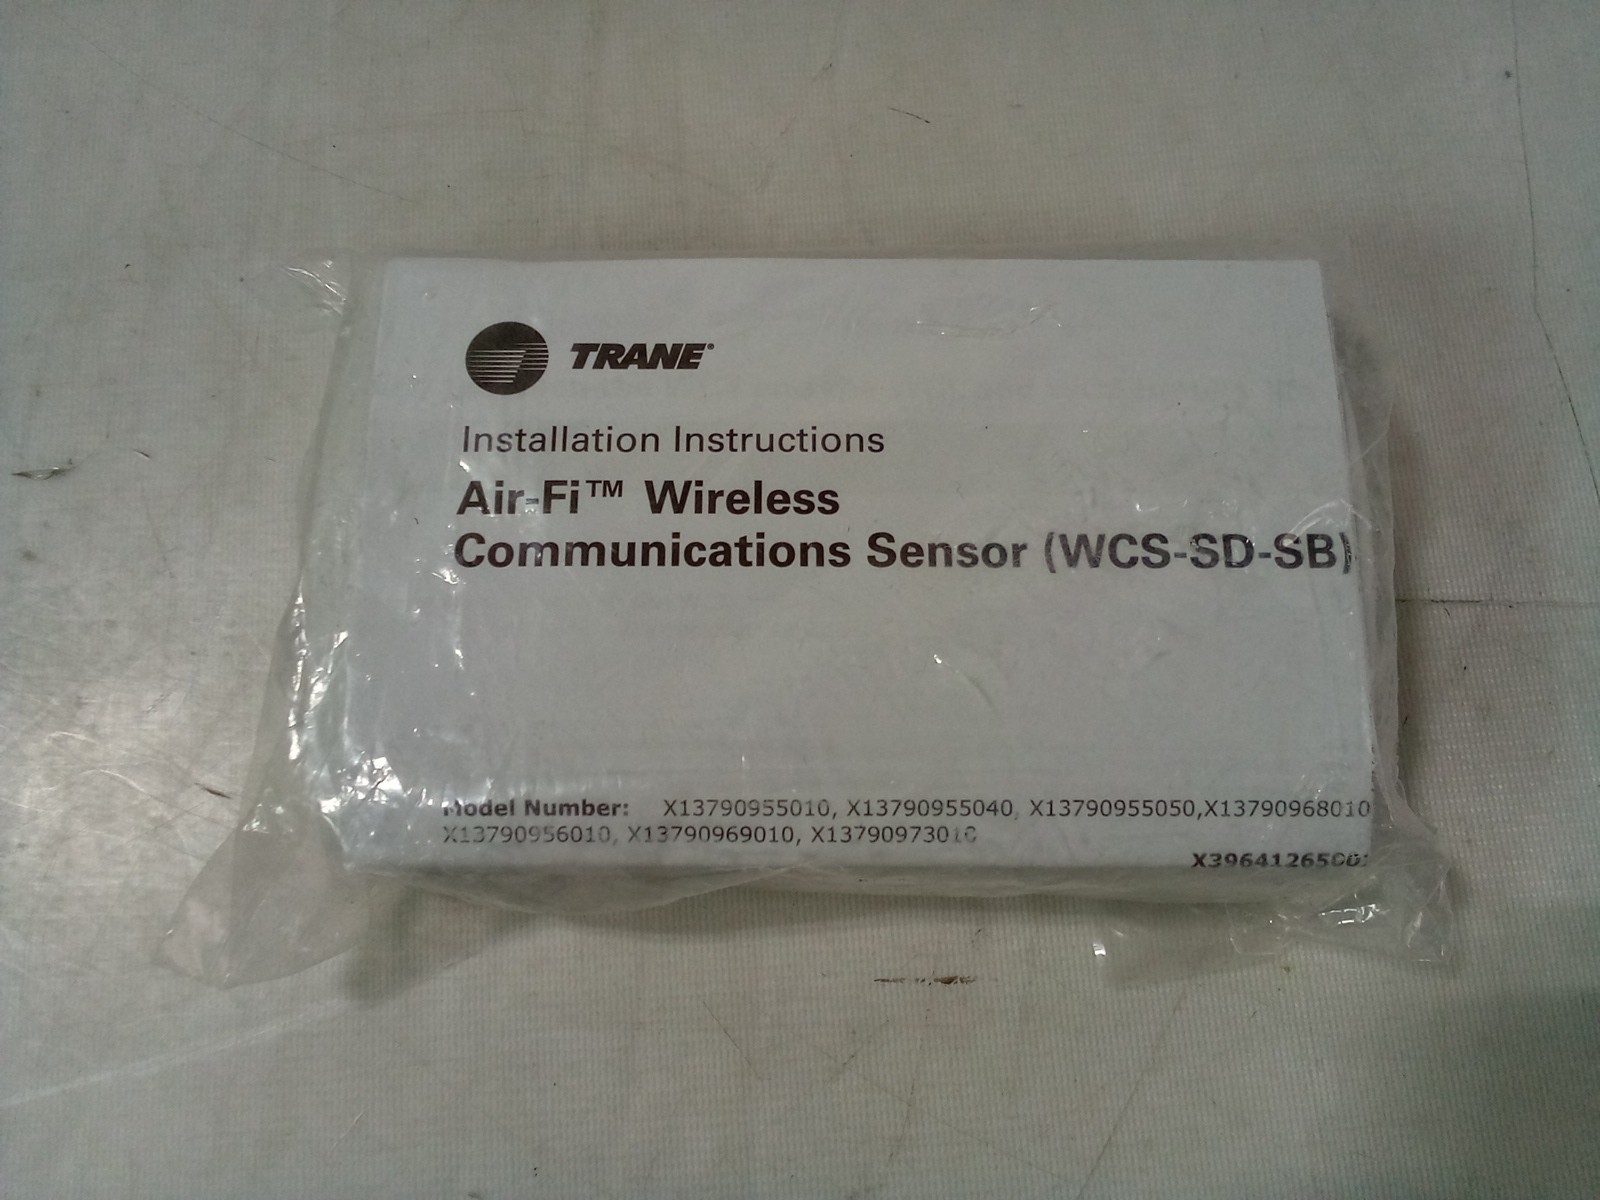 TRANE®
Installation Instructions
Air-Fi™ Wireless
Communications Sensor (WCS-SD-SB)
Model Number: X13790955010, X13790955040, X13790955050,X13790968010
X13790956010, X13790969010, X13790973010